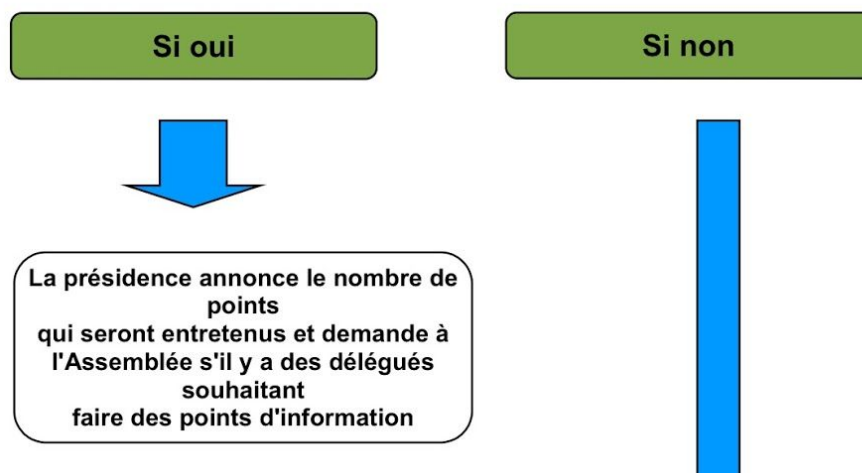 Si oui
Si non
La présidence annonce le nombre de
points
qui seront entretenus et demande à
l'Assemblée s'il y a des délégués
souhaitant
faire des points d'information